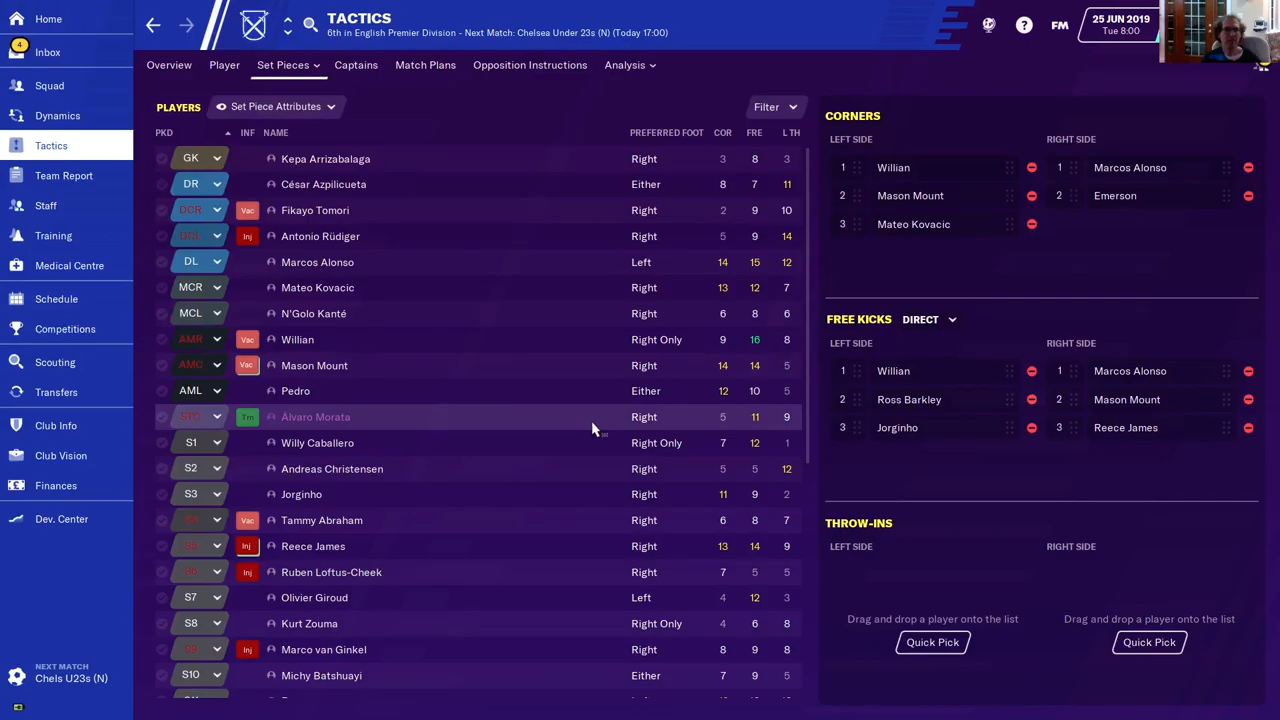 Home
4
Inbox
Squad
Dynamics
Tactics
Team Report
Staff
Training
Medical Centre
Schedule
Competitions
Scouting
Transfers
Club Info
Club Vision
Finances
Dev. Center
NEXT MATCH
Chels U23s (N)
TACTICS
6th in English Premier Division - Next Match: Chelsea Under 23s (N) (Today 17:00)
FM
25 JUN 2019
Tue 8:00
Overview Player Set Pieces Captains Match Plans Opposition Instructions Analysis
PLAYERS Set Piece Attributes Filter
PKD INF NAME PREFERRED FOOT COR FRE L TH
GK Kepa Arrizabalaga Right 3 8 3
DR César Azpilicueta Either 8 7 11
DCR Vac Fikayo Tomori Right 2 9 10
DCL Inj Antonio Rüdiger Right 5 9 14
DL Marcos Alonso Left 14 15 12
MCR Mateo Kovacic Right 13 12 7
MCL N'Golo Kanté Right 6 8 6
AMR Vac Willian Right Only 9 16 8
AMC Vac Mason Mount Right 14 14 5
AML Pedro Either 12 10 5
STC Trn Álvaro Morata Right 5 11 9
S1 Willy Caballero Right Only 7 12 1
S2 Andreas Christensen Right 5 5 12
S3 Jorginho Right 11 9 2
S4 Vac Tammy Abraham Right 6 8 7
S5 Inj Reece James Right 13 14 9
S6 Inj Ruben Loftus-Cheek Right 7 5 5
S7 Olivier Giroud Left 4 12 3
S8 Kurt Zouma Right Only 4 6 8
S9 Inj Marco van Ginkel Right 8 9 8
S10 Michy Batshuayi Either 7 9 5
CORNERS
LEFT SIDE RIGHT SIDE
1 Willian 1 Marcos Alonso
2 Mason Mount 2 Emerson
3 Mateo Kovacic
FREE KICKS DIRECT
LEFT SIDE RIGHT SIDE
1 Willian 1 Marcos Alonso
2 Ross Barkley 2 Mason Mount
3 Jorginho 3 Reece James
THROW-INS
LEFT SIDE RIGHT SIDE
Drag and drop a player onto the list Drag and drop a player onto the list
Quick Pick Quick Pick